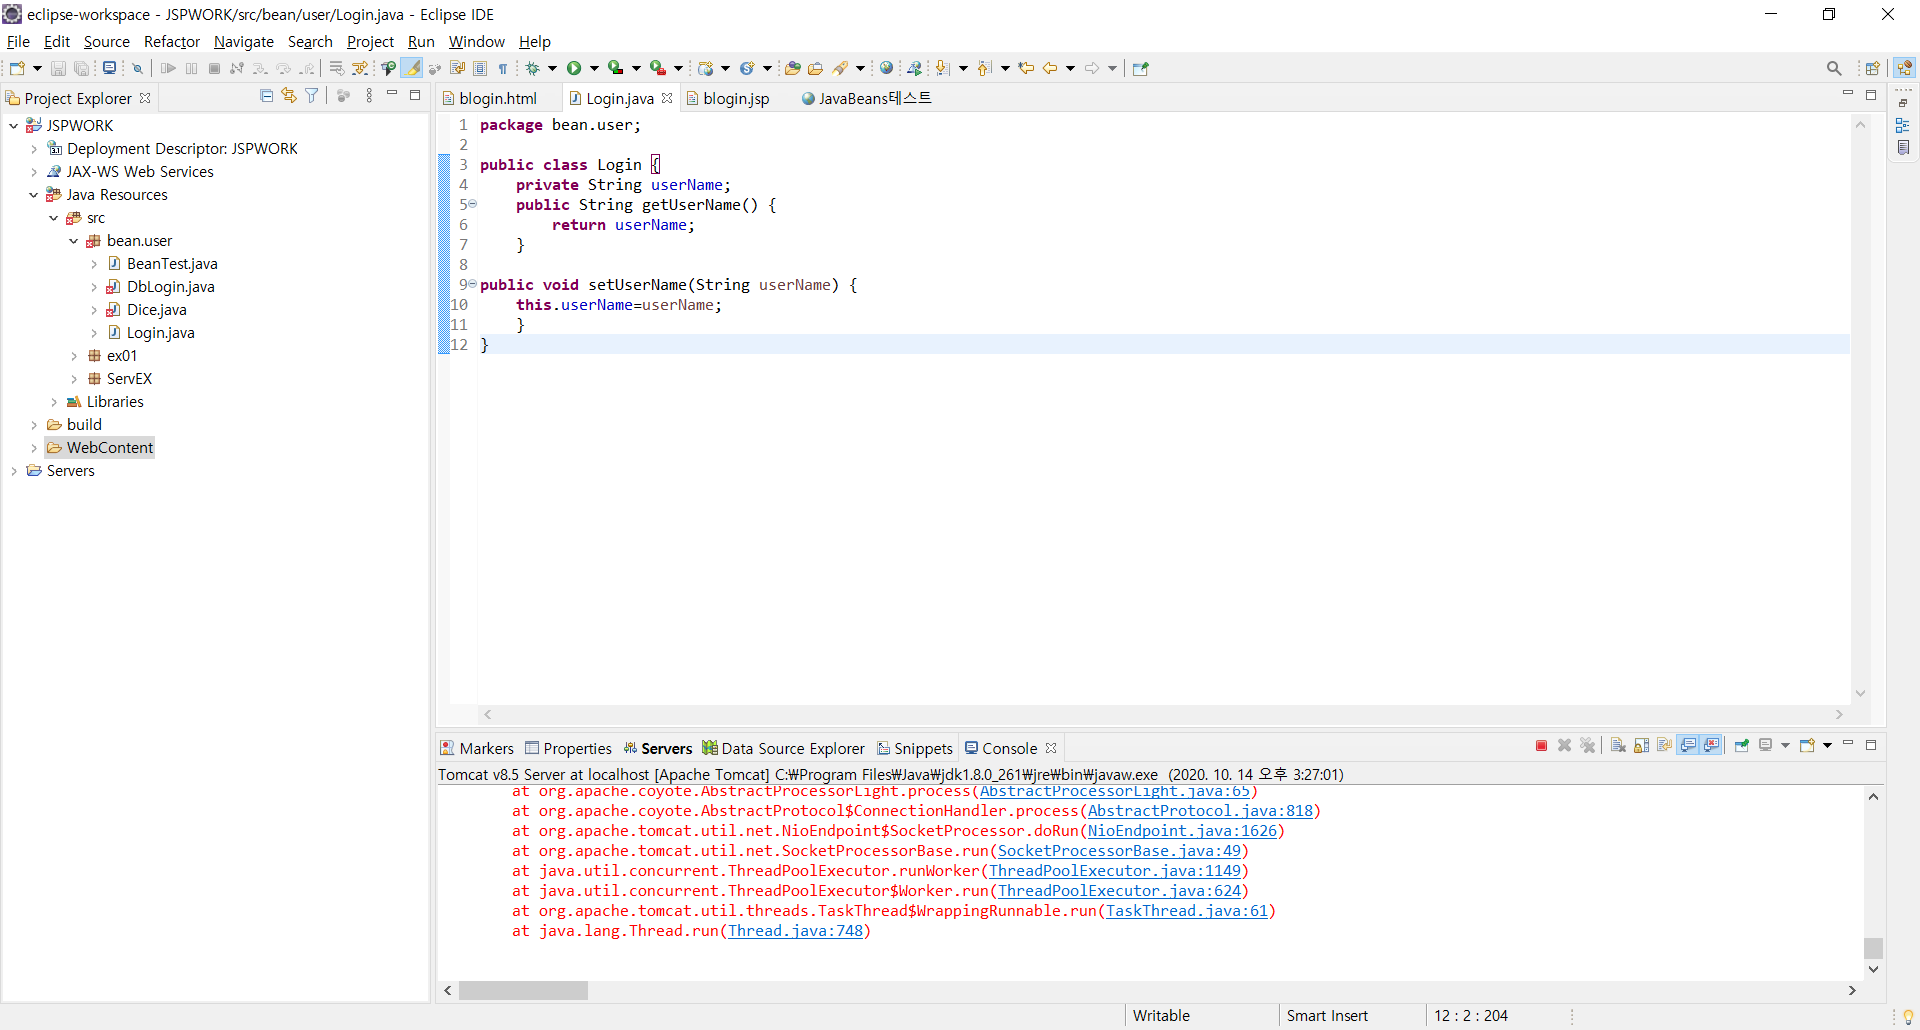 eclipse-workspace - JSPWORK/src/bean/user/Login.java - Eclipse IDE
File Edit Source Refactor Navigate Search Project Run Window Help
Project Explorer
JSPWORK
Deployment Descriptor: JSPWORK
JAX-WS Web Services
Java Resources
src
bean.user
BeanTest.java
DbLogin.java
Dice.java
Login.java
ex01
ServEX
Libraries
build
WebContent
Servers
blogin.html Login.java blogin.jsp JavaBeans테스트
1 package bean.user;
2
3 public class Login {
4 private String userName;
5 public String getUserName() {
6 return userName;
7 }
8
9 public void setUserName(String userName) {
10 this.userName=userName;
11 }
12 }
Markers Properties Servers Data Source Explorer Snippets Console
Tomcat v8.5 Server at localhost [Apache Tomcat] C:₩Program Files₩Java₩jdk1.8.0_261₩jre₩bin₩javaw.exe (2020. 10. 14 오후 3:27:01)
at org.apache.coyote.AbstractProcessorLight.process(AbstractProcessorLight.java:65)
at org.apache.coyote.AbstractProtocol$ConnectionHandler.process(AbstractProtocol.java:818)
at org.apache.tomcat.util.net.NioEndpoint$SocketProcessor.doRun(NioEndpoint.java:1626)
at org.apache.tomcat.util.net.SocketProcessorBase.run(SocketProcessorBase.java:49)
at java.util.concurrent.ThreadPoolExecutor.runWorker(ThreadPoolExecutor.java:1149)
at java.util.concurrent.ThreadPoolExecutor$Worker.run(ThreadPoolExecutor.java:624)
at org.apache.tomcat.util.threads.TaskThread$WrappingRunnable.run(TaskThread.java:61)
at java.lang.Thread.run(Thread.java:748)
Writable Smart Insert 12 : 2 : 204